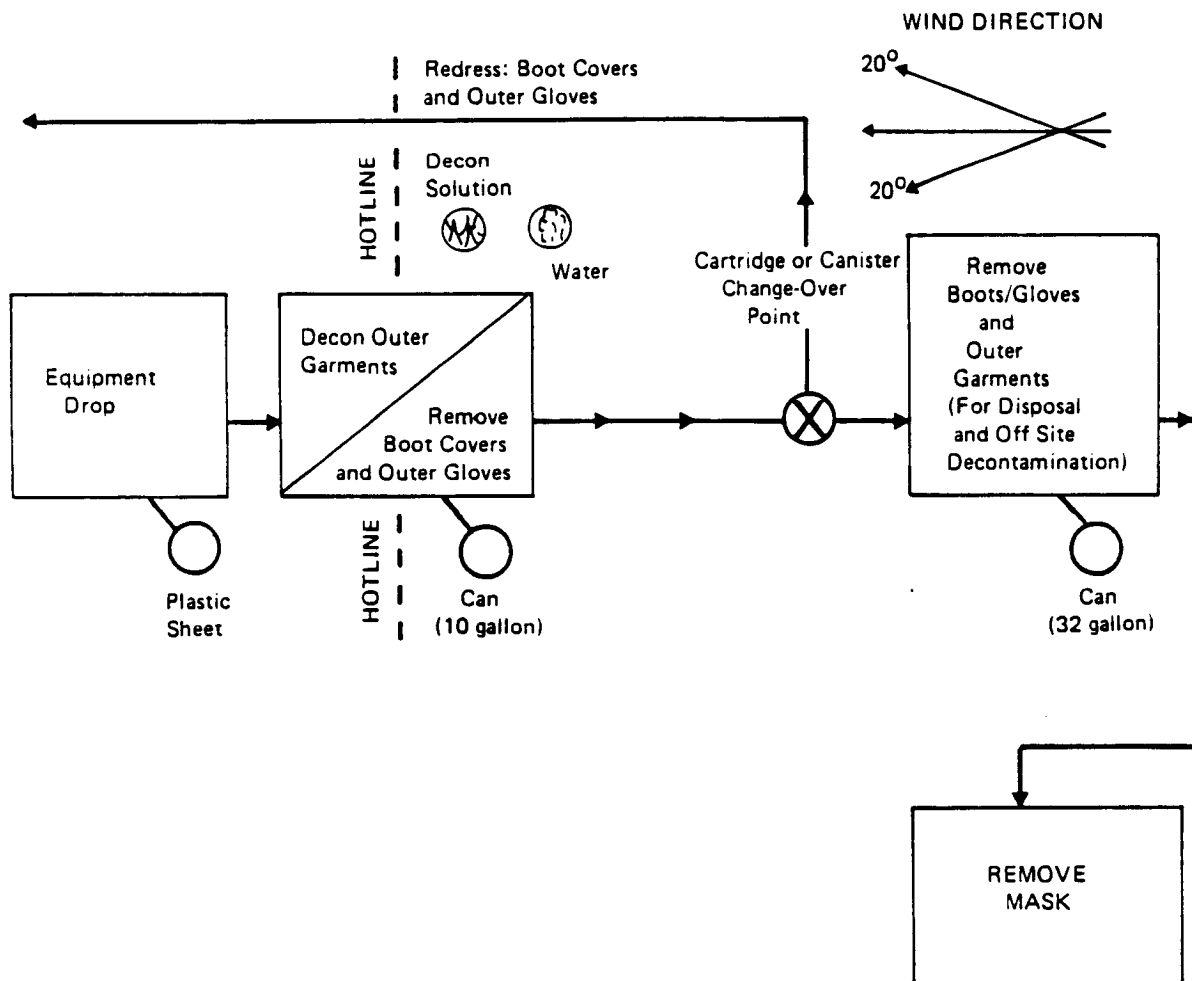 WIND DIRECTION
20°
20°
Redress: Boot Covers
and Outer Gloves
HOTLINE
Decon
Solution
Water
Cartridge or Canister
Change-Over
Point
Remove
Boots/Gloves
and
Outer
Garments
(For Disposal
and Off Site
Decontamination)
Equipment
Drop
Decon Outer
Garments
Remove
Boot Covers
and Outer Gloves
Plastic
Sheet
HOTLINE
Can
(10 gallon)
Can
(32 gallon)
REMOVE
MASK